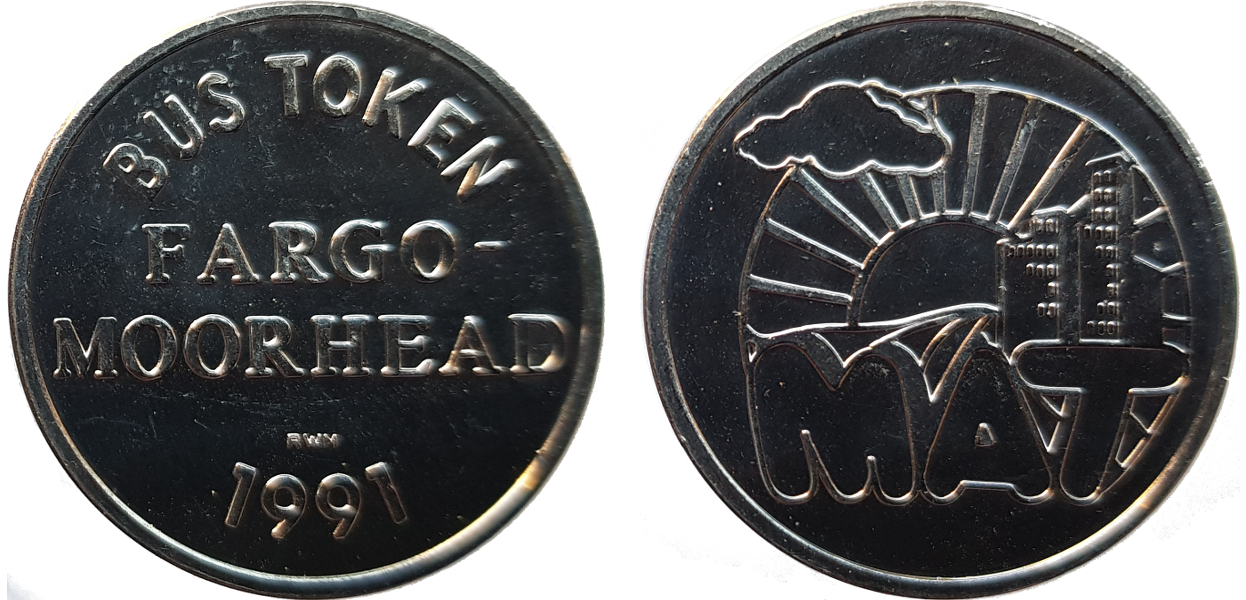 BUS TOKEN
FARGO-
MOORHEAD
RWM
1991
MAT